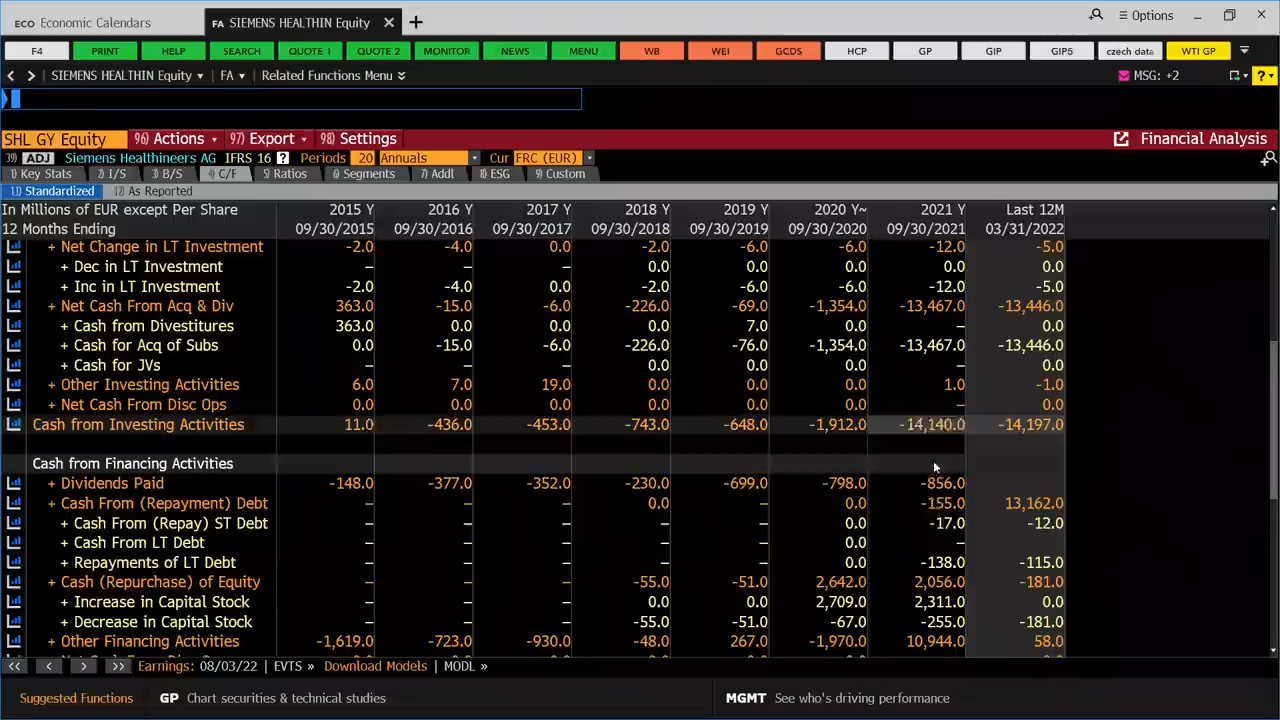 ECO Economic Calendars FA SIEMENS HEALTHIN Equity Options
F4 PRINT HELP SEARCH QUOTE 1 QUOTE 2 MONITOR NEWS MENU WB WEI GCDS HCP GP GIP GIP5 czech data WTI GP
SIEMENS HEALTHIN Equity FA Related Functions Menu MSG: +2 ?
SHL GY Equity 96) Actions 97) Export 98) Settings Financial Analysis
39) ADJ Siemens Healthineers AG IFRS 16 ? Periods 20 Annuals Cur FRC (EUR)
1) Key Stats 2) I/S 3) B/S 4) C/F 5) Ratios 6) Segments 7) Addl 8) ESG 9) Custom
11) Standardized 12) As Reported
In Millions of EUR except Per Share 2015 Y 2016 Y 2017 Y 2018 Y 2019 Y 2020 Y~ 2021 Y Last 12M
12 Months Ending 09/30/2015 09/30/2016 09/30/2017 09/30/2018 09/30/2019 09/30/2020 09/30/2021 03/31/2022
+ Net Change in LT Investment -2.0 -4.0 0.0 -2.0 -6.0 -6.0 -12.0 -5.0
+ Dec in LT Investment – – – 0.0 0.0 0.0 0.0 0.0
+ Inc in LT Investment -2.0 -4.0 0.0 -2.0 -6.0 -6.0 -12.0 -5.0
+ Net Cash From Acq & Div 363.0 -15.0 -6.0 -226.0 -69.0 -1,354.0 -13,467.0 -13,446.0
+ Cash from Divestitures 363.0 0.0 0.0 0.0 7.0 0.0 – 0.0
+ Cash for Acq of Subs 0.0 -15.0 -6.0 -226.0 -76.0 -1,354.0 -13,467.0 -13,446.0
+ Cash for JVs – – – 0.0 0.0 0.0 – 0.0
+ Other Investing Activities 6.0 7.0 19.0 0.0 0.0 0.0 1.0 -1.0
+ Net Cash From Disc Ops 0.0 0.0 0.0 0.0 0.0 0.0 – 0.0
Cash from Investing Activities 11.0 -436.0 -453.0 -743.0 -648.0 -1,912.0 -14,140.0 -14,197.0
Cash from Financing Activities
+ Dividends Paid -148.0 -377.0 -352.0 -230.0 -699.0 -798.0 -856.0
+ Cash From (Repayment) Debt – – – 0.0 – 0.0 -155.0 13,162.0
+ Cash From (Repay) ST Debt – – – – – 0.0 -17.0 -12.0
+ Cash From LT Debt – – – – – 0.0 –
+ Repayments of LT Debt – – – – – 0.0 -138.0 -115.0
+ Cash (Repurchase) of Equity – – – -55.0 -51.0 2,642.0 2,056.0 -181.0
+ Increase in Capital Stock – – – 0.0 0.0 2,709.0 2,311.0 0.0
+ Decrease in Capital Stock – – – -55.0 -51.0 -67.0 -255.0 -181.0
+ Other Financing Activities -1,619.0 -723.0 -930.0 -48.0 267.0 -1,970.0 10,944.0 58.0
Earnings: 08/03/22 | EVTS » Download Models | MODL »
Suggested Functions GP Chart securities & technical studies MGMT See who's driving performance